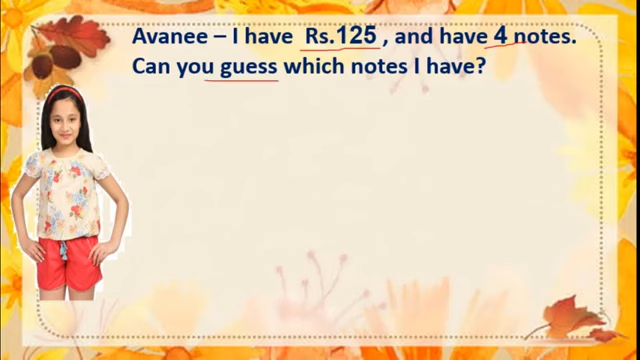 Avanee – I have Rs.125 , and have 4 notes.
Can you guess which notes I have?